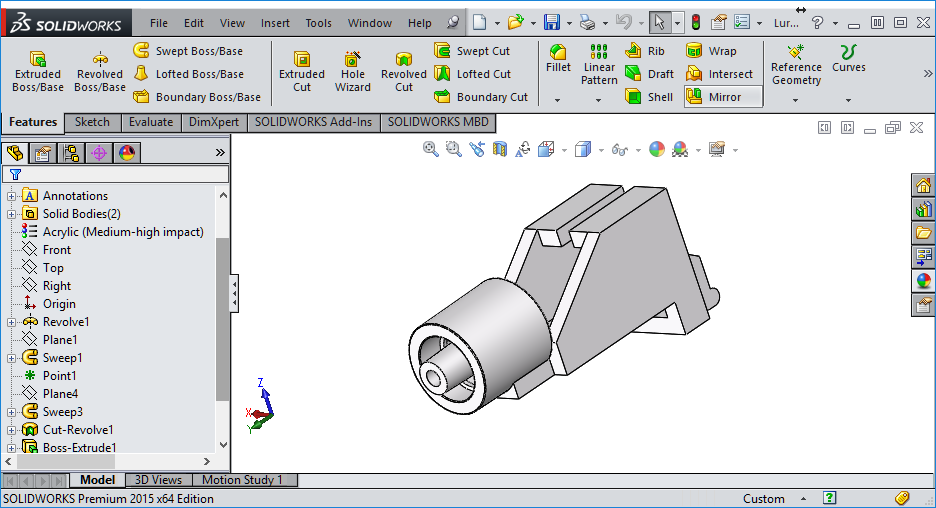 SOLIDWORKS File Edit View Insert Tools Window Help Lur... ?
Extruded Boss/Base
Revolved Boss/Base
Swept Boss/Base
Lofted Boss/Base
Boundary Boss/Base
Extruded Cut
Hole Wizard
Revolved Cut
Swept Cut
Lofted Cut
Boundary Cut
Fillet
Linear Pattern
Rib
Draft
Shell
Wrap
Intersect
Mirror
Reference Geometry
Curves
Features Sketch Evaluate DimXpert SOLIDWORKS Add-Ins SOLIDWORKS MBD
Annotations
Solid Bodies(2)
Acrylic (Medium-high impact)
Front
Top
Right
Origin
Revolve1
Plane1
Sweep1
Point1
Plane4
Sweep3
Cut-Revolve1
Boss-Extrude1
Z
X
Y
Model 3D Views Motion Study 1
SOLIDWORKS Premium 2015 x64 Edition Custom ?